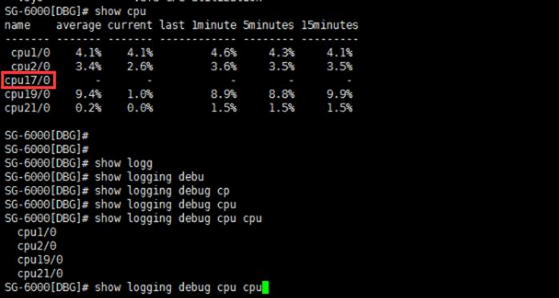 SG-6000[DBG]# show cpu
name    average current  last 1minute 5minutes 15minutes
------- ------- -------  ------------ -------- ---------
cpu1/0    4.1%   4.1%          4.6%     4.3%     4.1%
cpu2/0    3.4%   2.6%          3.6%     3.5%     3.5%
cpu17/0      -      -             -        -        -
cpu19/0   9.4%   1.0%          8.9%     8.8%     9.9%
cpu21/0   0.2%   0.0%          1.5%     1.5%     1.5%
SG-6000[DBG]#
SG-6000[DBG]#
SG-6000[DBG]# show logg
SG-6000[DBG]# show logging debu
SG-6000[DBG]# show logging debug cp
SG-6000[DBG]# show logging debug cpu
SG-6000[DBG]# show logging debug cpu cpu
cpu1/0
cpu2/0
cpu19/0
cpu21/0
SG-6000[DBG]# show logging debug cpu cpu